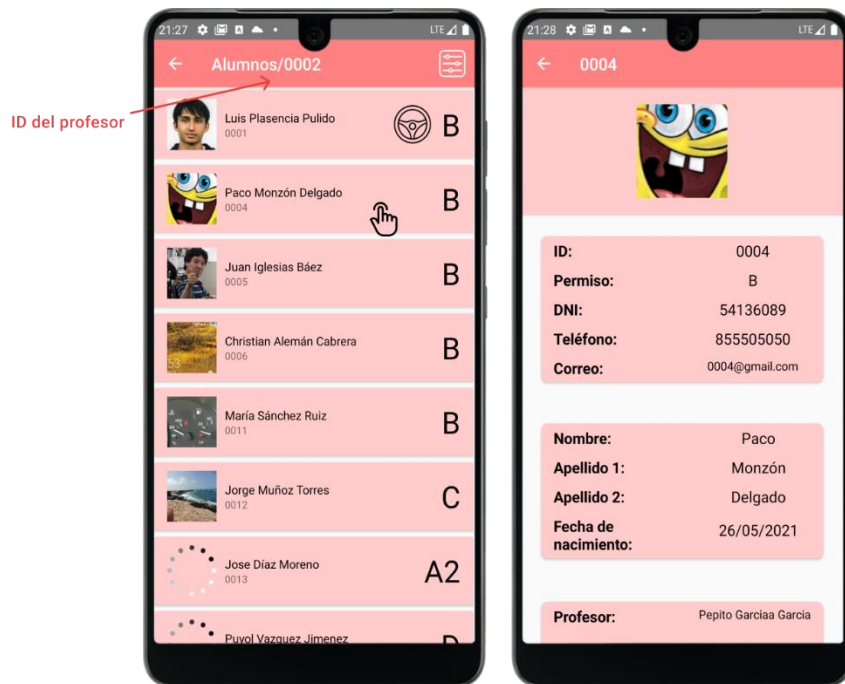 21:27
LTE
Alumnos/0002
ID del profesor
Luis Plasencia Pulido
0001
B
Paco Monzón Delgado
0004
B
Juan Iglesias Báez
0005
B
Christian Alemán Cabrera
0006
B
María Sánchez Ruiz
0011
B
Jorge Muñoz Torres
0012
C
Jose Díaz Moreno
0013
A2
Puyol Vazquez Jimenez
21:28
LTE
0004
ID: 0004
Permiso: B
DNI: 54136089
Teléfono: 855505050
Correo: 0004@gmail.com
Nombre: Paco
Apellido 1: Monzón
Apellido 2: Delgado
Fecha de 26/05/2021
nacimiento:
Profesor: Pepito Garciaa Garcia